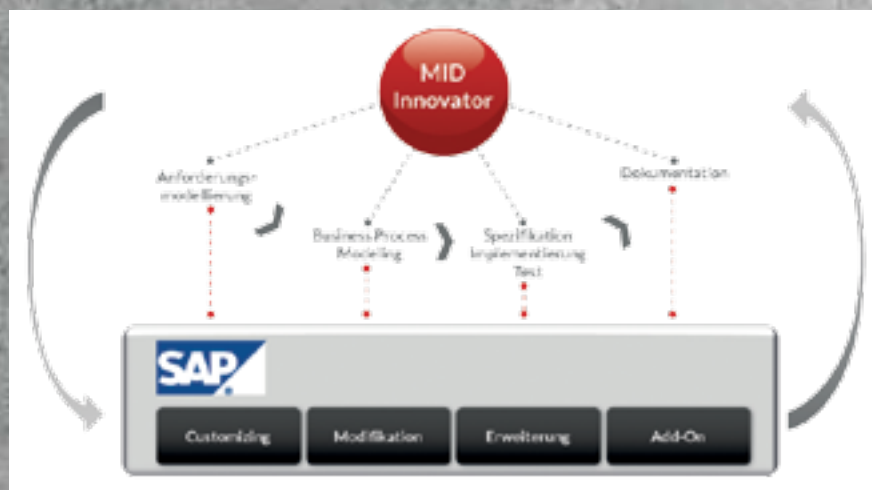 MID
Innovator
Anforderungs-
modellierung
Business Process
Modeling
Spezifikation
Implementierung
Test
Dokumentation
SAP
Customizing
Modifikation
Erweiterung
Add-On